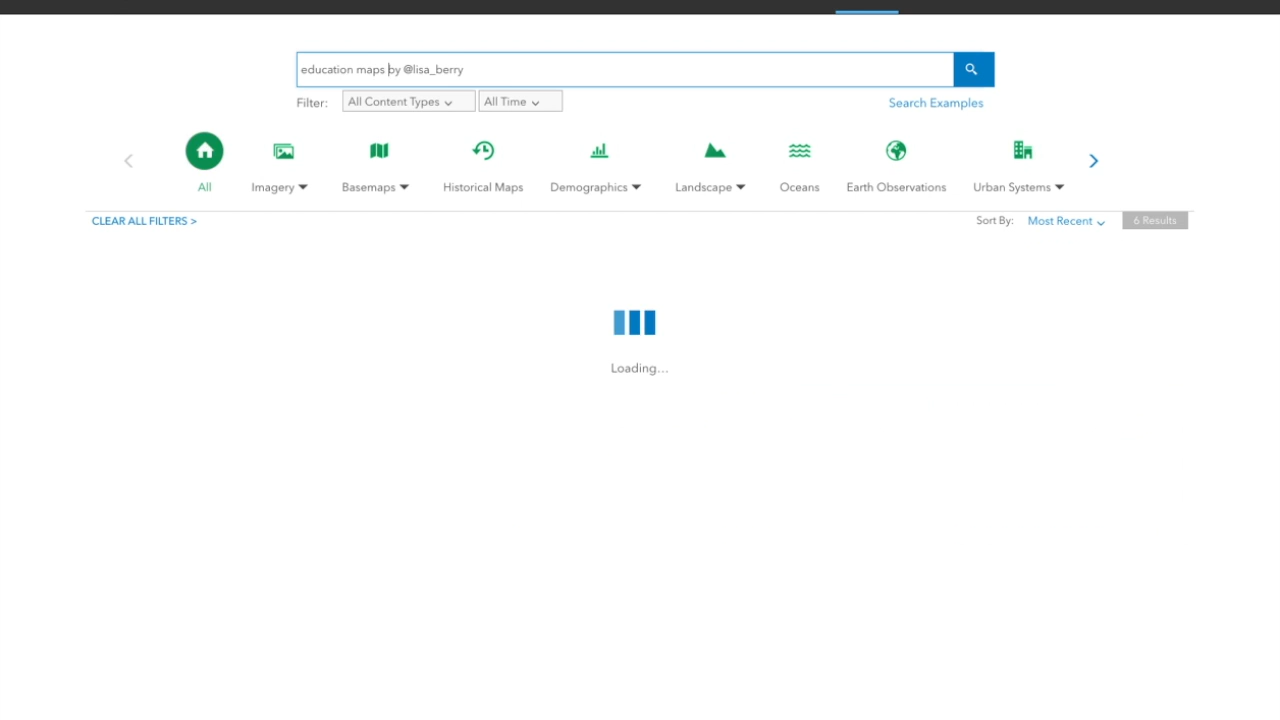 education maps by @lisa_berry
Filter: All Content Types All Time Search Examples
All Imagery Basemaps Historical Maps Demographics Landscape Oceans Earth Observations Urban Systems
CLEAR ALL FILTERS > Sort By: Most Recent 6 Results
Loading...